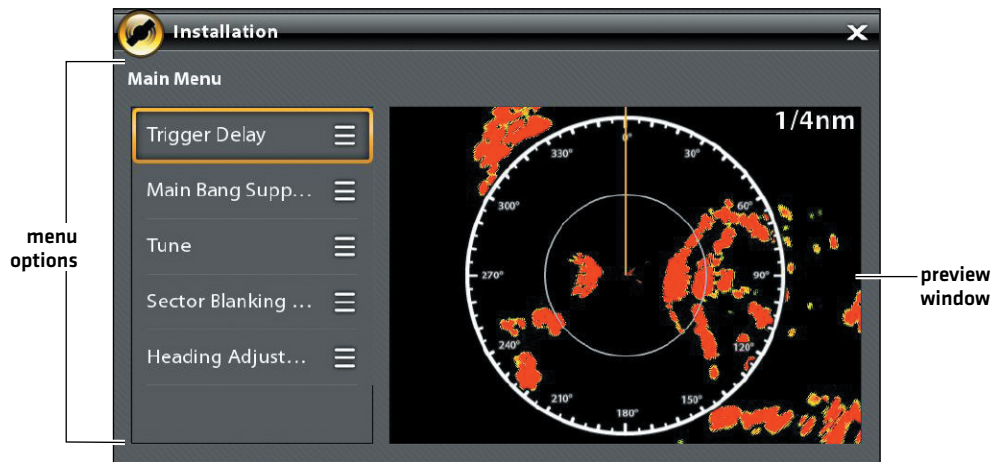 Installation
X
Main Menu
Trigger Delay
Main Bang Supp...
Tune
Sector Blanking ...
Heading Adjust...
menu
options
1/4nm
0°
30°
60°
90°
120°
150°
180°
210°
240°
270°
300°
330°
preview
window